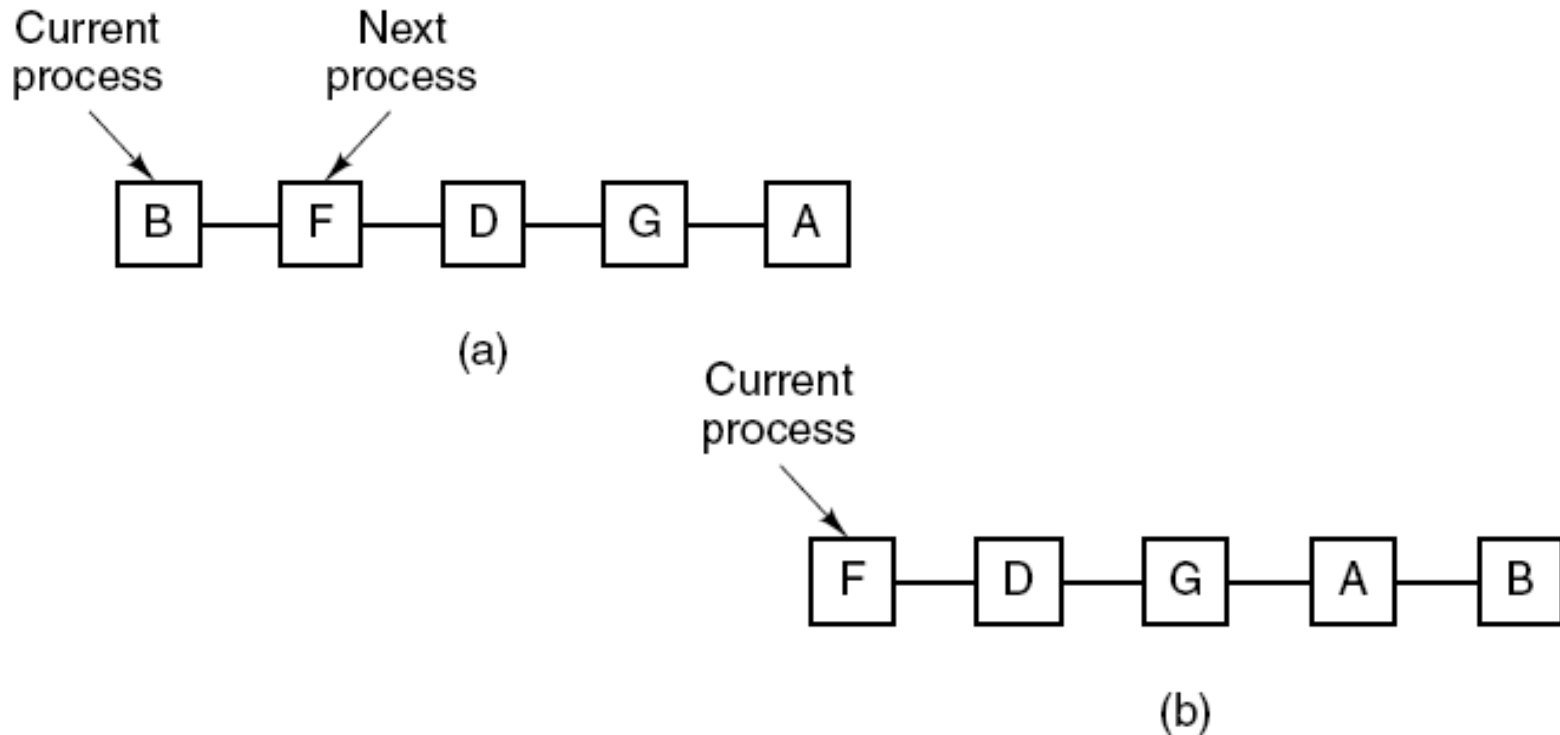 Current
process
Next
process
B
F
D
G
A
(a)
Current
process
F
D
G
A
B
(b)